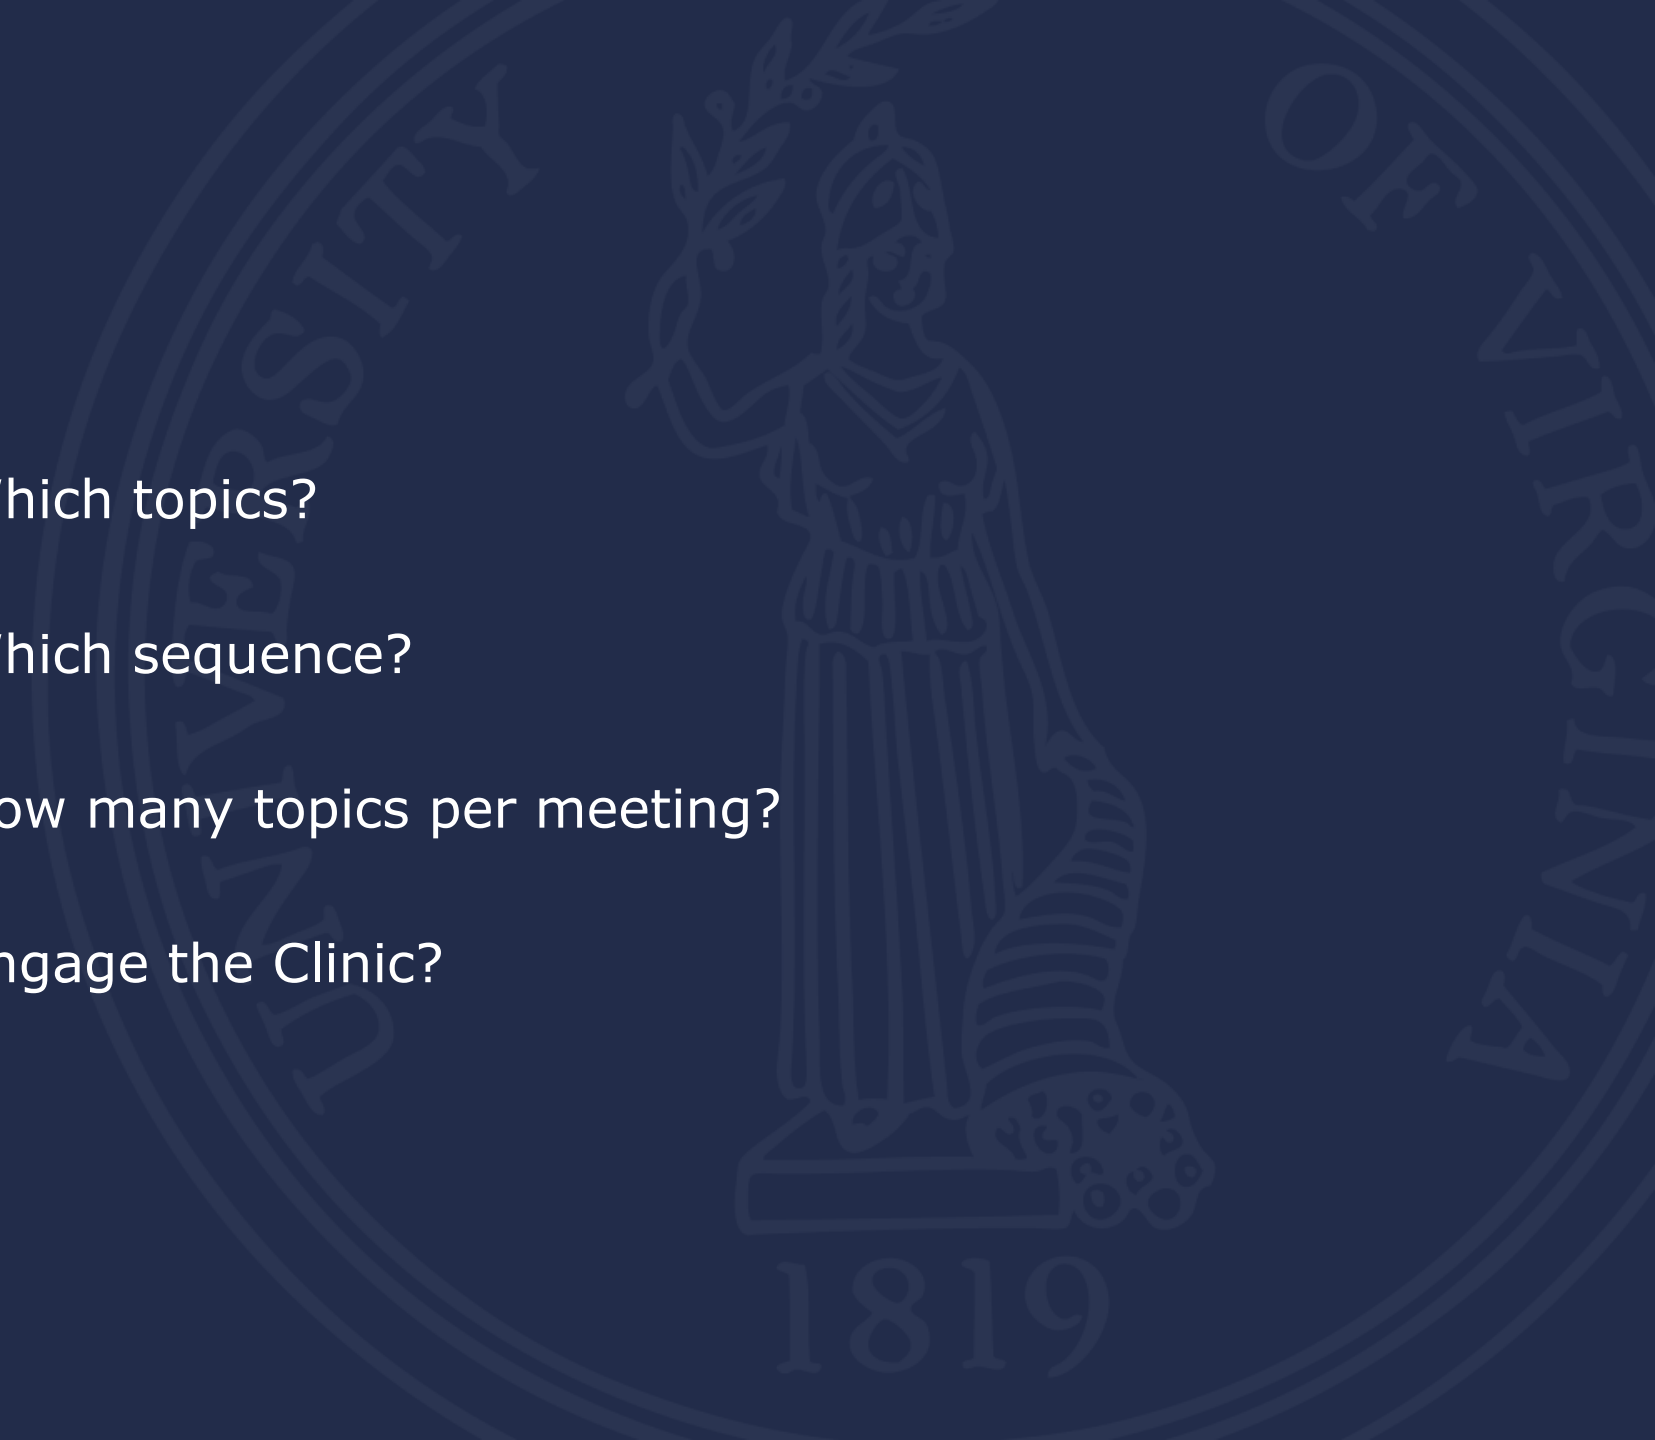 hich topics?
hich sequence?
ow many topics per meeting?
ngage the Clinic?
UNIVERSITY OF VIRGINIA
1819